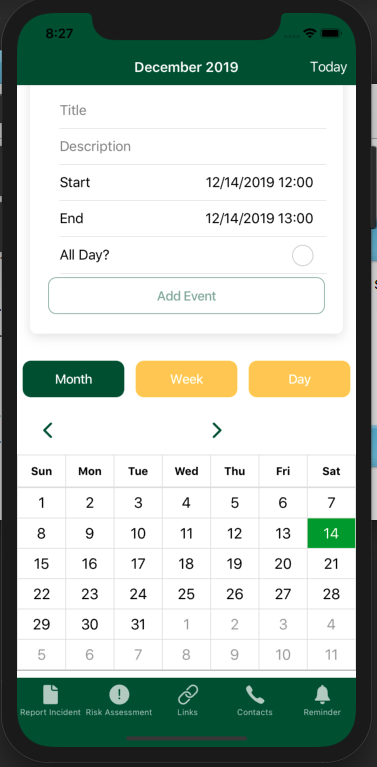 8:27
December 2019 Today
Title
Description
Start 12/14/2019 12:00
End 12/14/2019 13:00
All Day?
Add Event
Month Week Day
Sun Mon Tue Wed Thu Fri Sat
1 2 3 4 5 6 7
8 9 10 11 12 13 14
15 16 17 18 19 20 21
22 23 24 25 26 27 28
29 30 31 1 2 3 4
5 6 7 8 9 10 11
Report Incident Risk Assessment Links Contacts Reminder